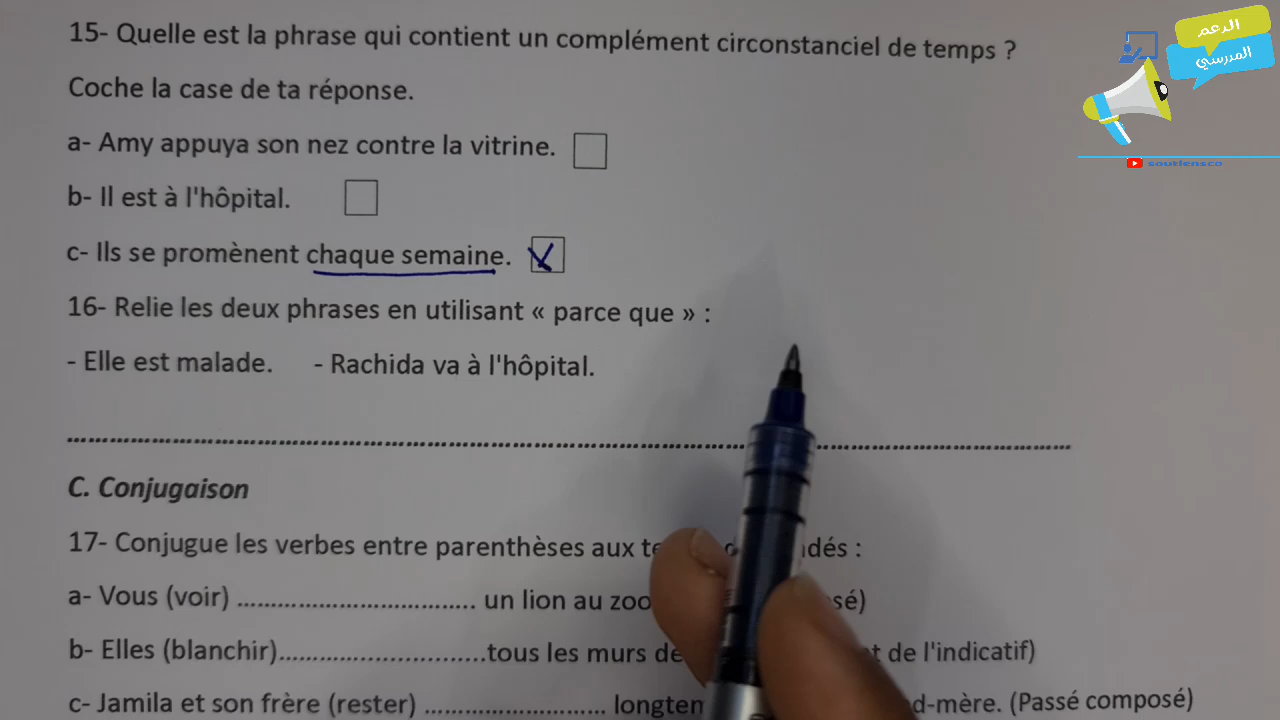 15- Quelle est la phrase qui contient un complément circonstanciel de temps ?
Coche la case de ta réponse.
a- Amy appuya son nez contre la vitrine.
b- Il est à l'hôpital.
c- Ils se promènent chaque semaine.
16- Relie les deux phrases en utilisant « parce que » :
- Elle est malade. - Rachida va à l'hôpital.
C. Conjugaison
17- Conjugue les verbes entre parenthèses aux :
a- Vous (voir) .................................. un lion au zoo
b- Elles (blanchir)..............................tous les murs de l'indicatif)
c- Jamila et son frère (rester) .......................... (Passé composé)
الدعم
المدرسي
soutiensco